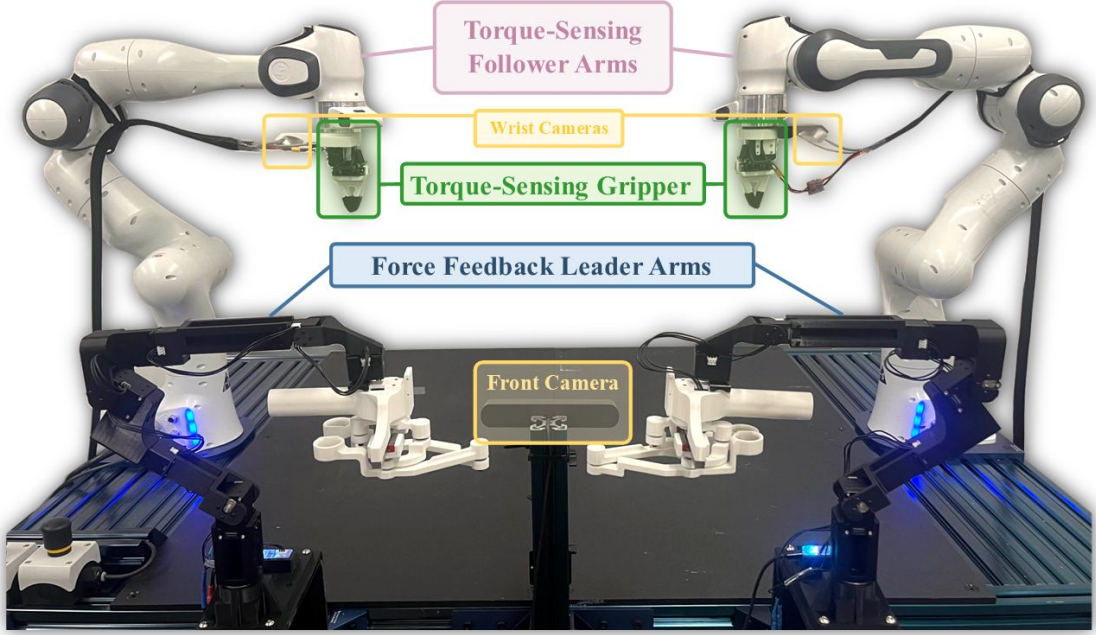 Torque-Sensing
Follower Arms
Wrist Cameras
Torque-Sensing Gripper
Force Feedback Leader Arms
Front Camera